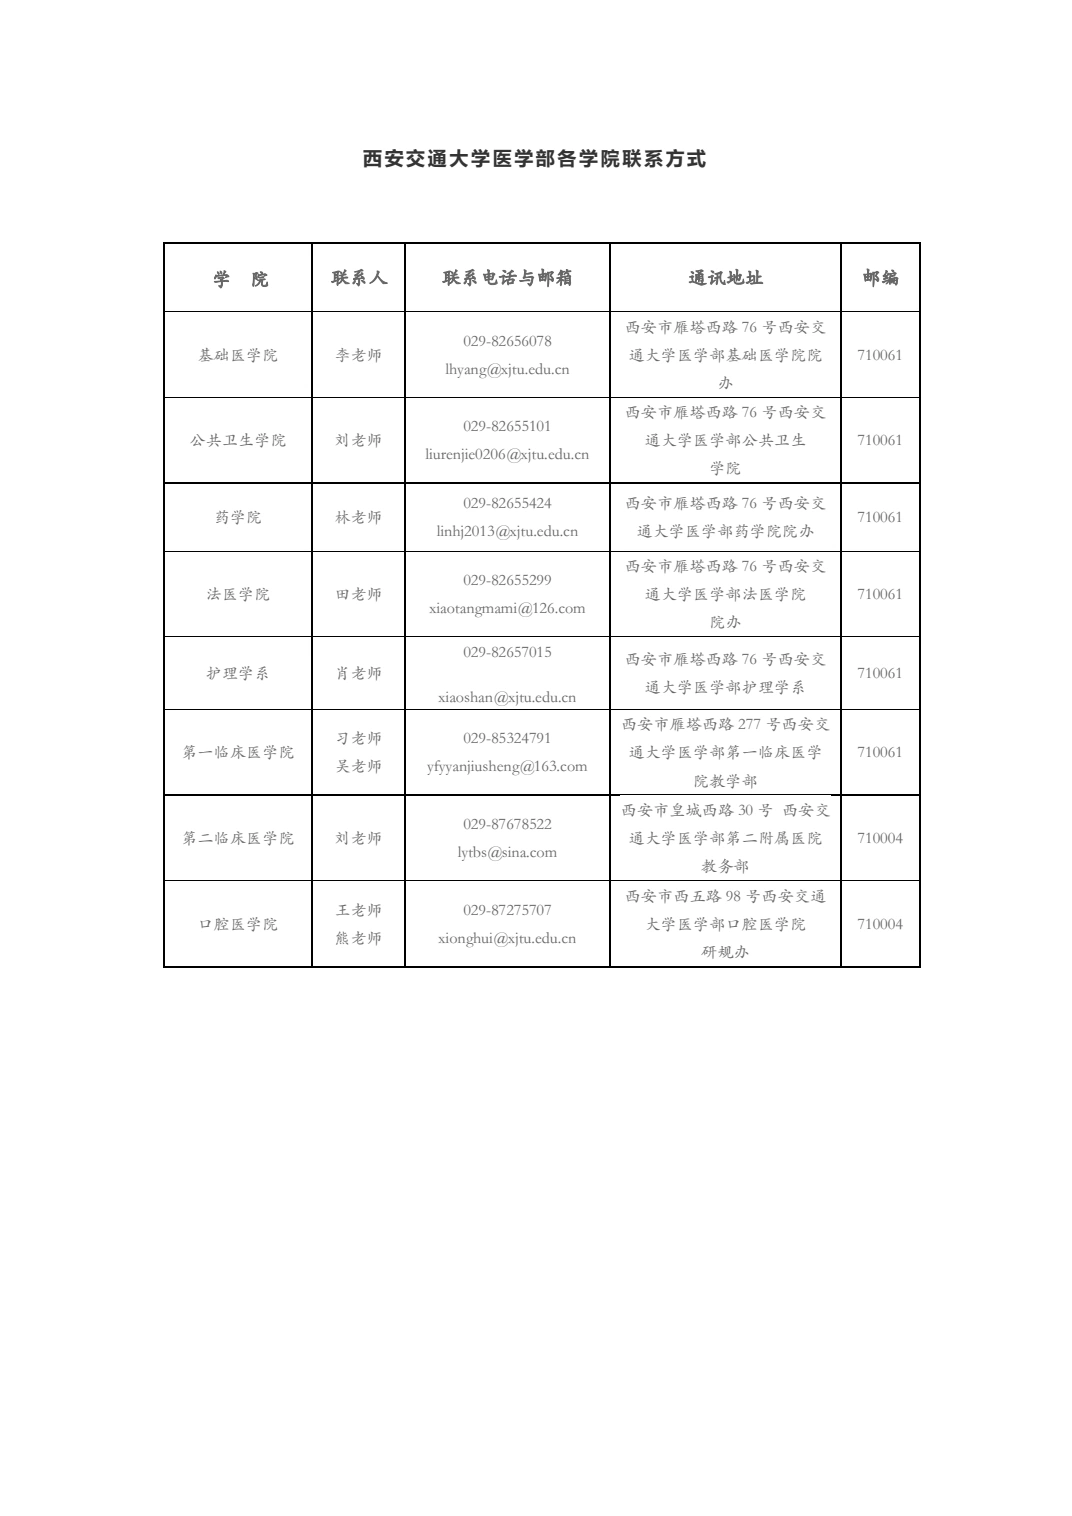 西安交通大学医学部各学院联系方式
学 院
联系人
联系电话与邮箱
通讯地址
邮编
基础医学院
李老师
029-82656078
lhyang@xjtu.edu.cn
西安市雁塔西路 76 号西安交
通大学医学部基础医学院院
办
710061
公共卫生学院
刘老师
029-82655101
liurenjie0206@xjtu.edu.cn
西安市雁塔西路 76 号西安交
通大学医学部公共卫生
学院
710061
药学院
林老师
029-82655424
linhj2013@xjtu.edu.cn
西安市雁塔西路 76 号西安交
通大学医学部药学院院办
710061
法医学院
田老师
029-82655299
xiaotangmami@126.com
西安市雁塔西路 76 号西安交
通大学医学部法医学院
院办
710061
护理学系
肖老师
029-82657015
xiaoshan@xjtu.edu.cn
西安市雁塔西路 76 号西安交
通大学医学部护理学系
710061
第一临床医学院
习老师
吴老师
029-85324791
yfyyanjiusheng@163.com
西安市雁塔西路 277 号西安交
通大学医学部第一临床医学
院教学部
710061
第二临床医学院
刘老师
029-87678522
lytbs@sina.com
西安市皇城西路 30 号 西安交
通大学医学部第二附属医院
教务部
710004
口腔医学院
王老师
熊老师
029-87275707
xionghui@xjtu.edu.cn
西安市西五路 98 号西安交通
大学医学部口腔医学院
研规办
710004